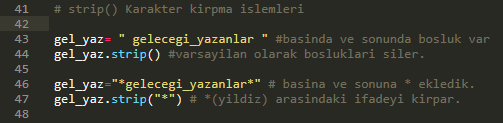 41 # strip() Karakter kirpma islemleri
42
43 gel_yaz= " gelecegi_yazanlar " #basinda ve sonunda bosluk var
44 gel_yaz.strip() #varsayilan olarak bosluklari siler.
45
46 gel_yaz="*gelecegi_yazanlar*" # basina ve sonuna * ekledik.
47 gel_yaz.strip("*") # *(yildiz) arasindaki ifadeyi kirpar.
48